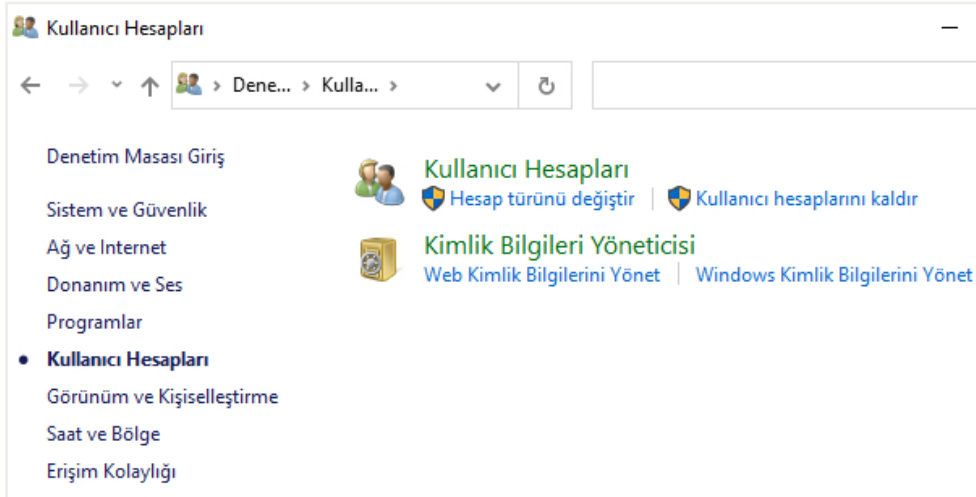 Kullanıcı Hesapları
Dene... › Kulla... ›
Denetim Masası Giriş
Sistem ve Güvenlik
Ağ ve Internet
Donanım ve Ses
Programlar
Kullanıcı Hesapları
Görünüm ve Kişiselleştirme
Saat ve Bölge
Erişim Kolaylığı
Kullanıcı Hesapları
Hesap türünü değiştir | Kullanıcı hesaplarını kaldır
Kimlik Bilgileri Yöneticisi
Web Kimlik Bilgilerini Yönet | Windows Kimlik Bilgilerini Yönet